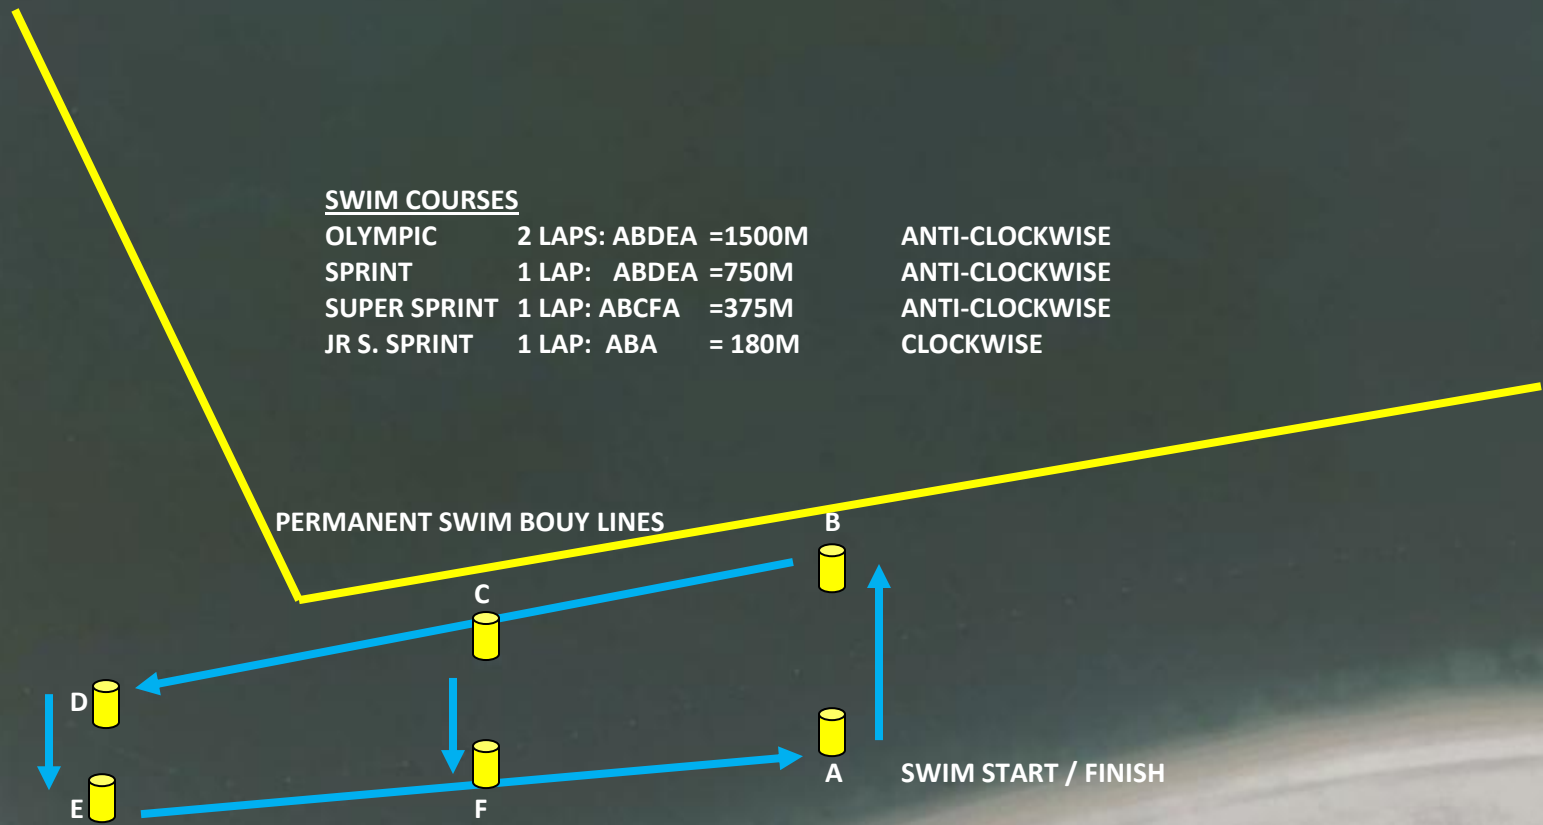 SWIM COURSES
OLYMPIC 2 LAPS: ABDEA =1500M ANTI-CLOCKWISE
SPRINT 1 LAP: ABDEA =750M ANTI-CLOCKWISE
SUPER SPRINT 1 LAP: ABCFA =375M ANTI-CLOCKWISE
JR S. SPRINT 1 LAP: ABA = 180M CLOCKWISE
PERMANENT SWIM BOUY LINES
B
C
D
A SWIM START / FINISH
E
F